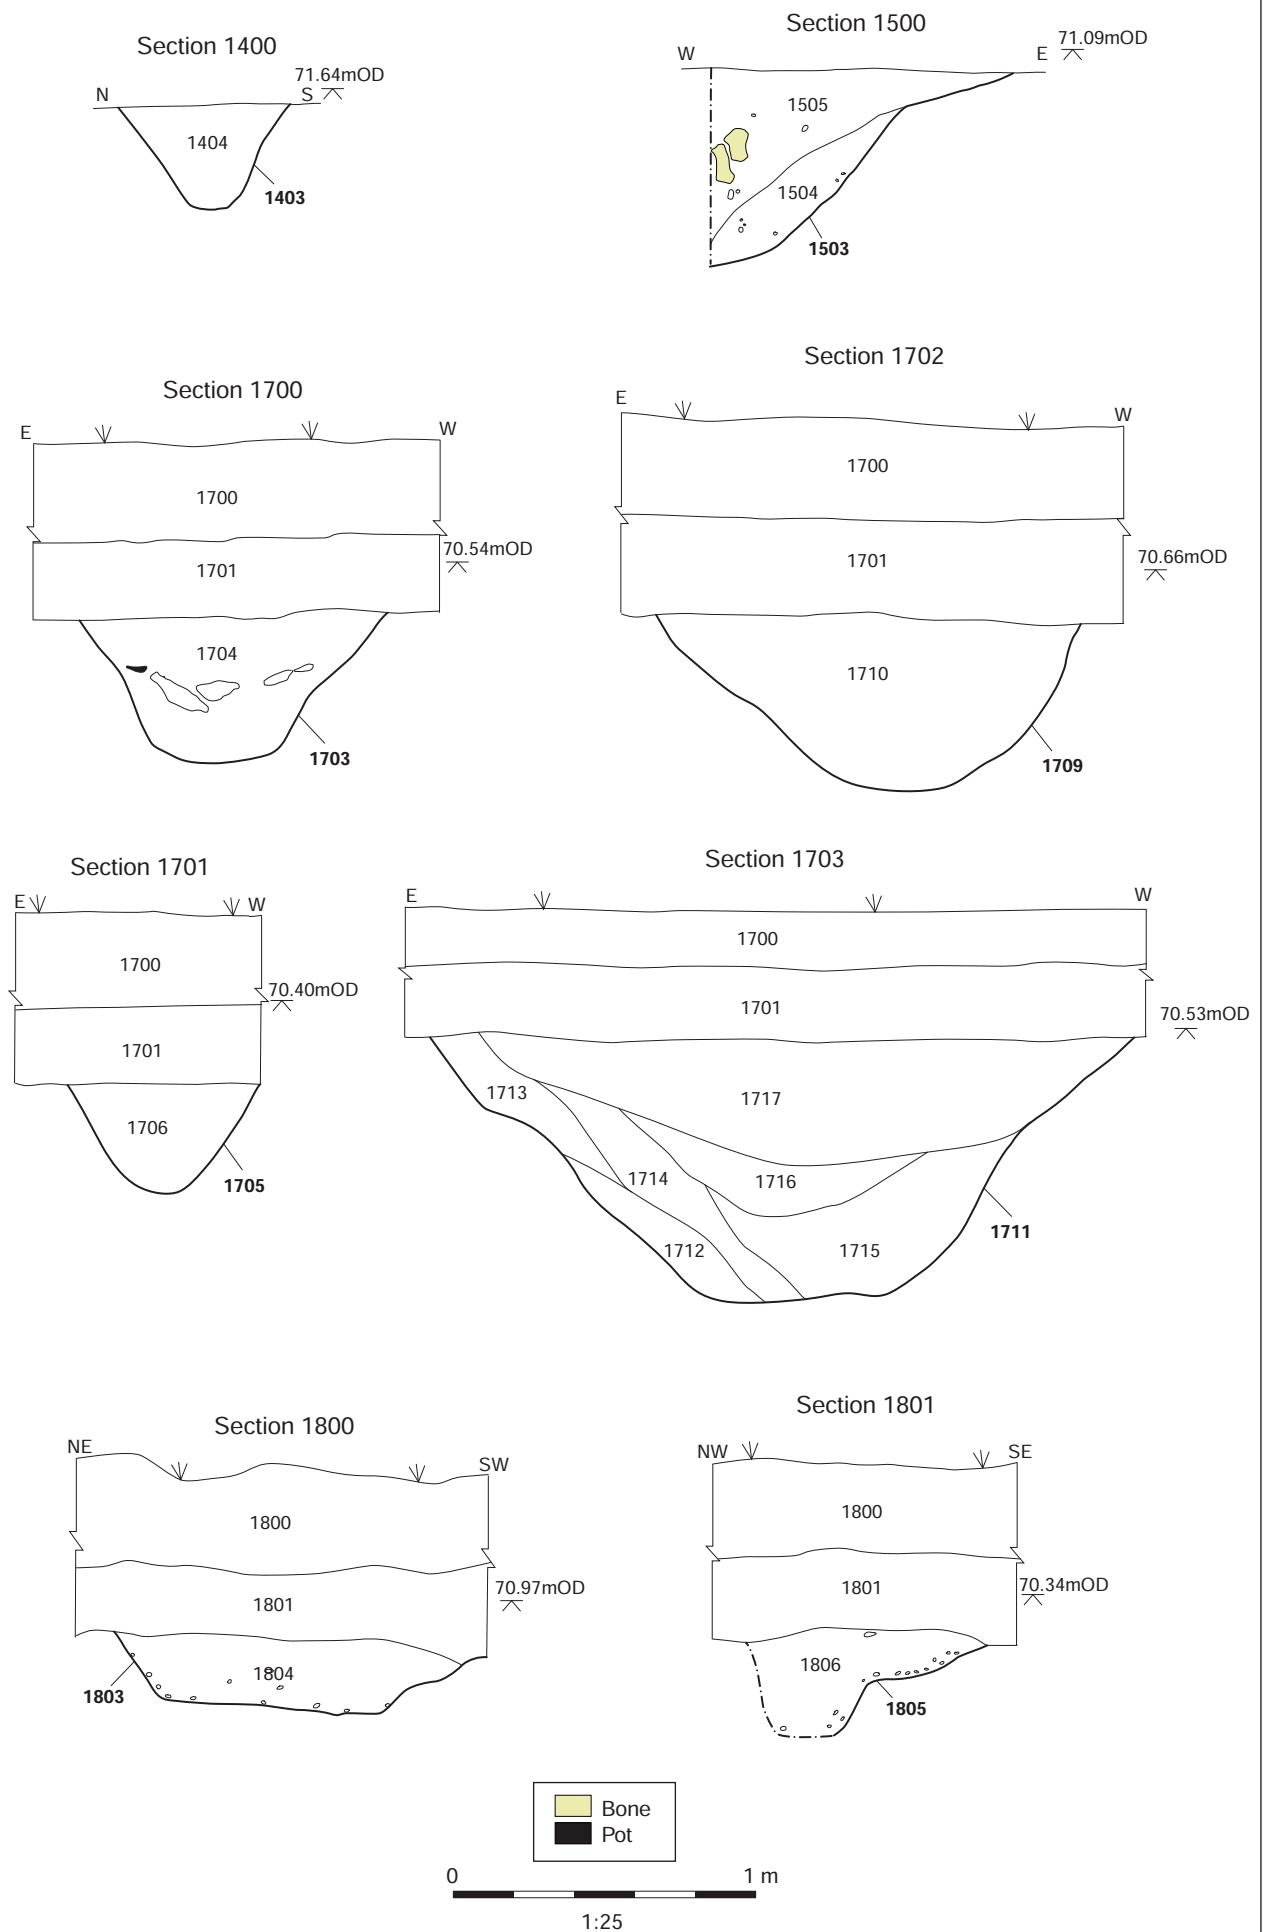 Section 1400
71.64mOD
N S
1404
1403
Section 1500
71.09mOD
W E
1505
1504
1503
Section 1700
E W
1700
70.54mOD
1701
1704
1703
Section 1702
E W
1700
1701
70.66mOD
1710
1709
Section 1701
E W
1700
70.40mOD
1701
1706
1705
Section 1703
E W
1700
1701
70.53mOD
1713
1717
1714
1716
1711
1712
1715
Section 1800
NE SW
1800
70.97mOD
1801
1804
1803
Section 1801
NW SE
1800
1801
70.34mOD
1806
1805
Bone
Pot
0 1 m
1:25